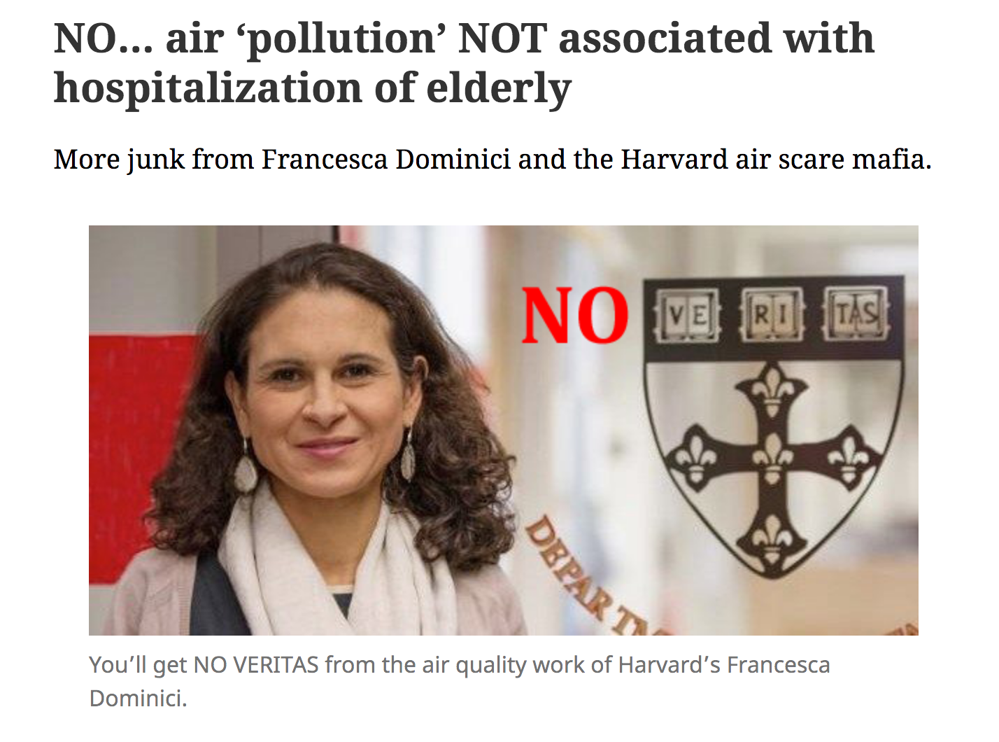 NO... air ‘pollution’ NOT associated with
hospitalization of elderly
More junk from Francesca Dominici and the Harvard air scare mafia.
NO
VE RI TAS
DEPARTM
You’ll get NO VERITAS from the air quality work of Harvard’s Francesca
Dominici.